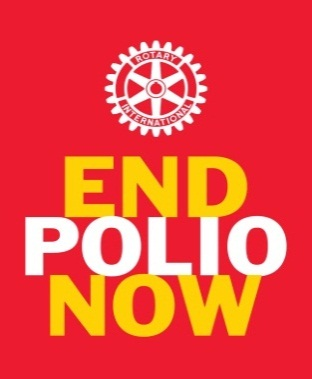 ROTARY
INTERNATIONAL
END
POLIO
NOW